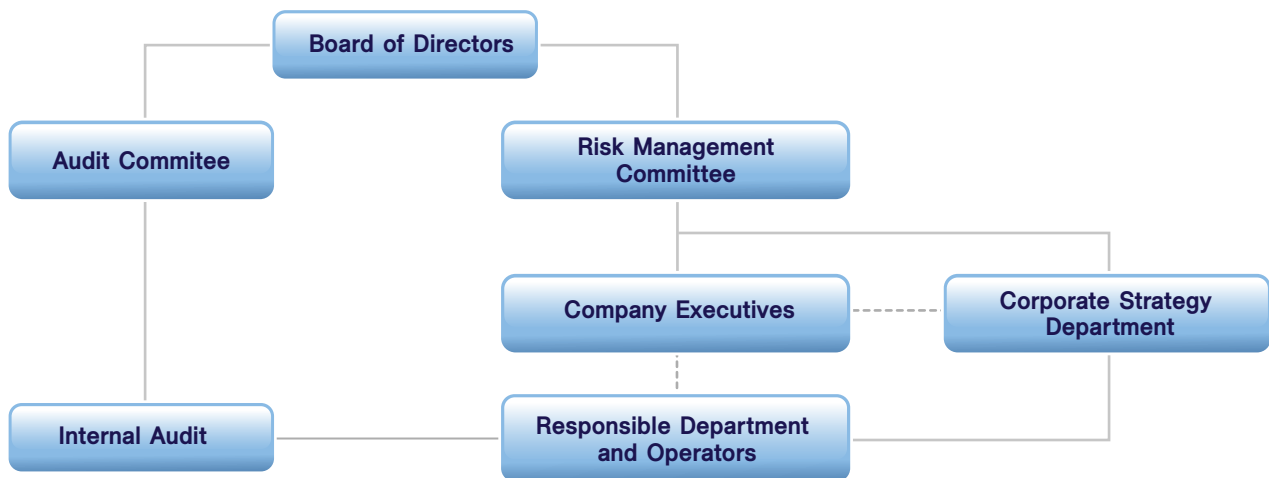 Board of Directors
Audit Commitee
Risk Management
Committee
Company Executives
Corporate Strategy
Department
Internal Audit
Responsible Department
and Operators